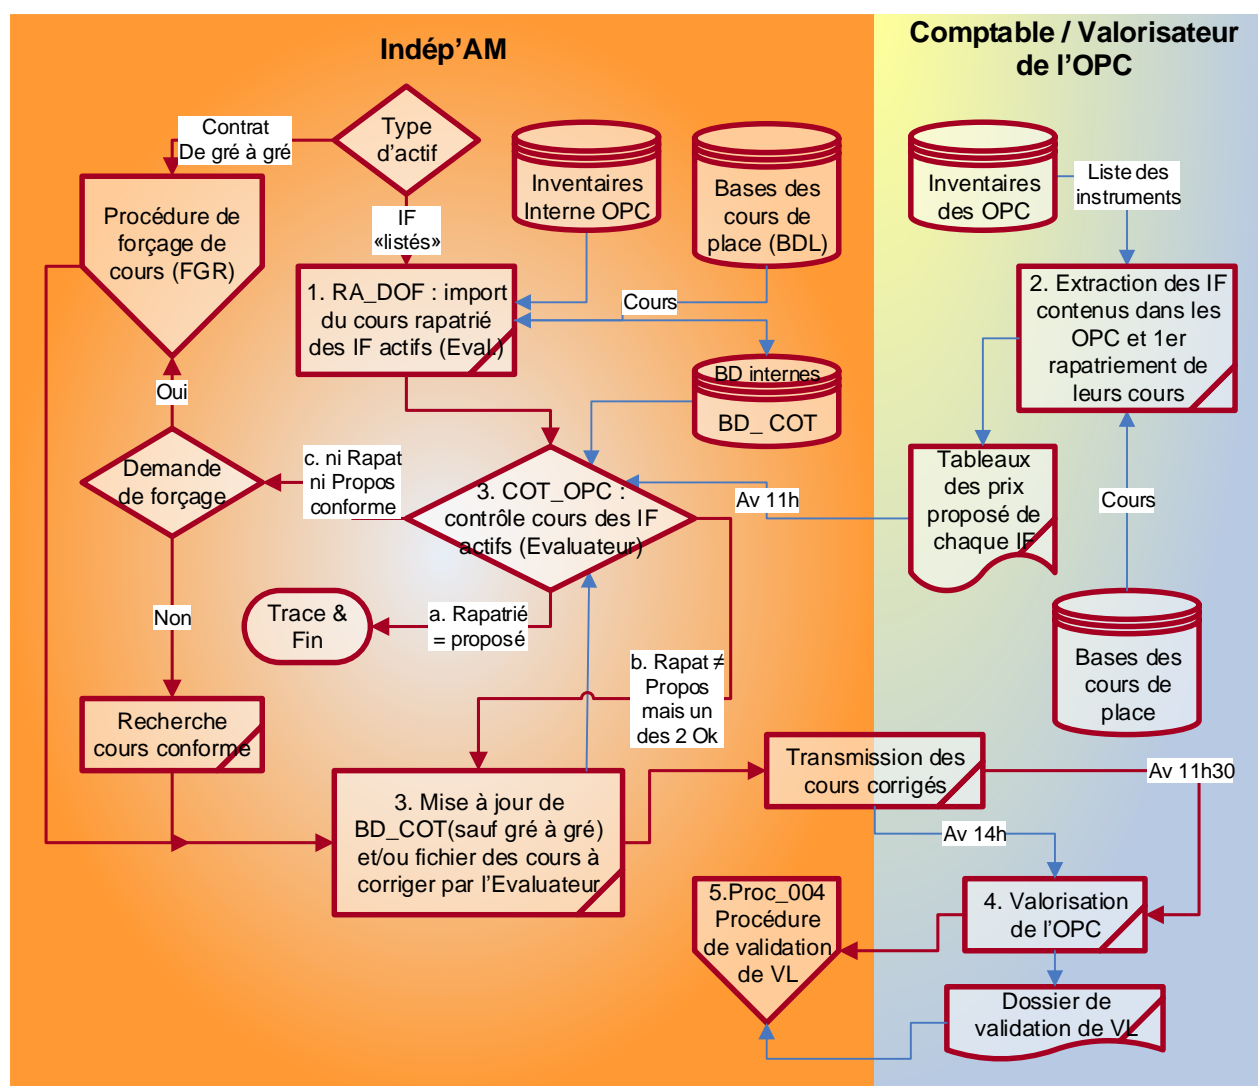 Indép’AM
Comptable / Valorisateur
de l’OPC
Type
d’actif
Contrat
De gré à gré
IF
«listés»
Procédure de
forçage de
cours (FGR)
Inventaires
Interne OPC
Bases des
cours de
place (BDL)
Inventaires
des OPC
Liste des
instruments
1. RA_DOF : import
du cours rapatrié
des IF actifs (Eval.)
Cours
2. Extraction des IF
contenus dans les
OPC et 1er
rapatriement de
leurs cours
BD internes
BD_ COT
Oui
Demande
de forçage
c. ni Rapat
ni Propos
conforme
3. COT_OPC :
contrôle cours des IF
actifs (Evaluateur)
Av 11h
Tableaux
des prix
proposé de
chaque IF
Cours
Non
Trace &
Fin
a. Rapatrié
= proposé
b. Rapat ≠
Propos
mais un
des 2 Ok
Bases des
cours de
place
Recherche
cours conforme
3. Mise à jour de
BD_COT(sauf gré à gré)
et/ou fichier des cours à
corriger par l’Evaluateur
Transmission des
cours corrigés
Av 11h30
Av 14h
5.Proc_004
Procédure
de validation
de VL
4. Valorisation
de l’OPC
Dossier de
validation de VL